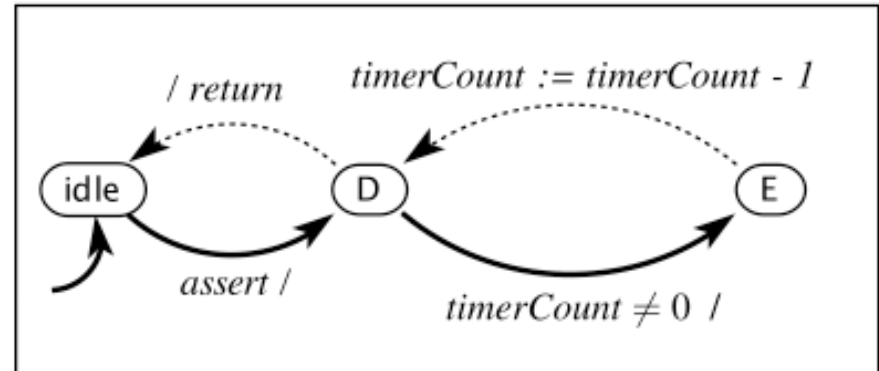 / return
timerCount := timerCount - 1
idle
D
E
assert /
timerCount ≠ 0 /